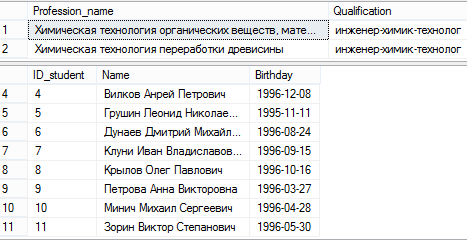 Profession_name Qualification
1 Химическая технология органических веществ, мате... инженер-химик-технолог
2 Химическая технология переработки древисины инженер-химик-технолог
ID_student Name Birthday
4 4 Вилков Анрей Петрович 1996-12-08
5 5 Грушин Леонид Николае... 1995-11-11
6 6 Дунаев Дмитрий Михайл... 1996-08-24
7 7 Клуни Иван Владиславов... 1996-09-15
8 8 Крылов Олег Павлович 1996-10-16
9 9 Петрова Анна Викторовна 1996-03-27
10 10 Минич Михаил Сергеевич 1996-04-28
11 11 Зорин Виктор Степанович 1996-05-30